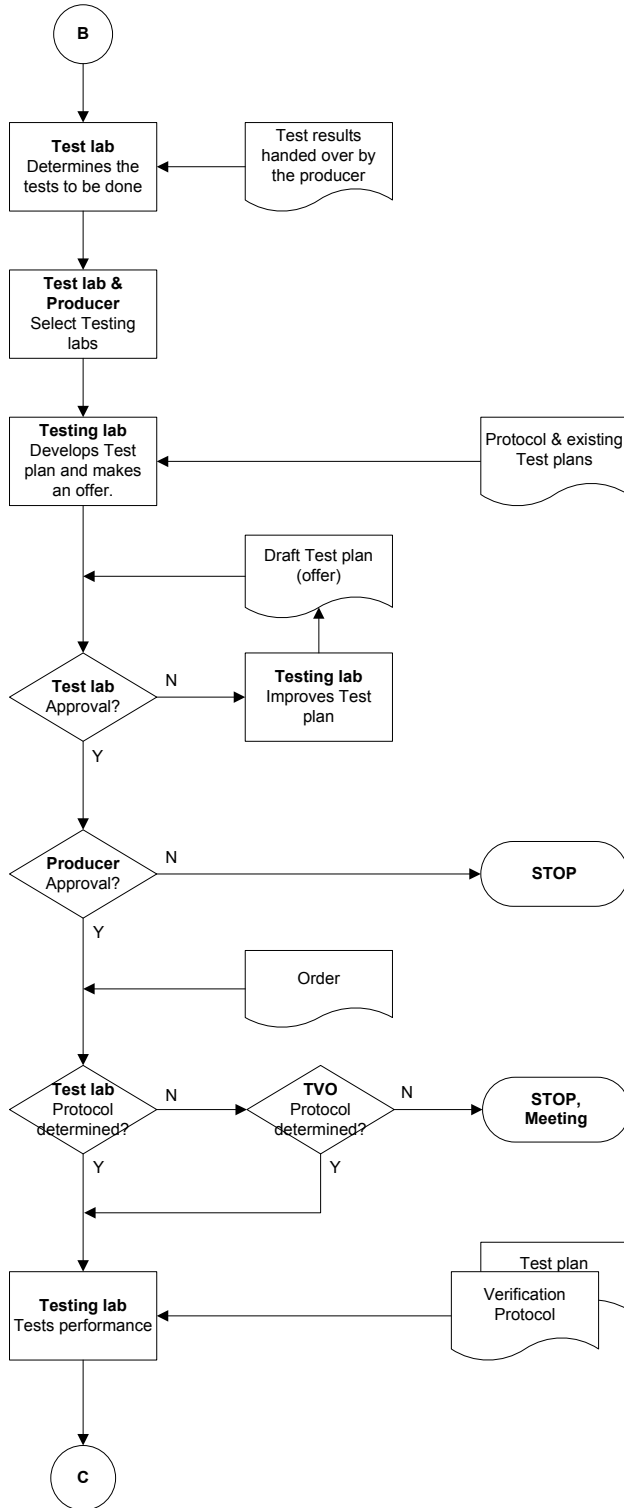 B
Test lab
Determines the
tests to be done
Test results
handed over by
the producer
Test lab &
Producer
Select Testing
labs
Testing lab
Develops Test
plan and makes
an offer.
Protocol & existing
Test plans
Draft Test plan
(offer)
Test lab
Approval?
N
Testing lab
Improves Test
plan
Y
Producer
Approval?
N
STOP
Y
Order
Test lab
Protocol
determined?
N
TVO
Protocol
determined?
N
STOP,
Meeting
Y
Y
Test plan
Verification
Protocol
Testing lab
Tests performance
C